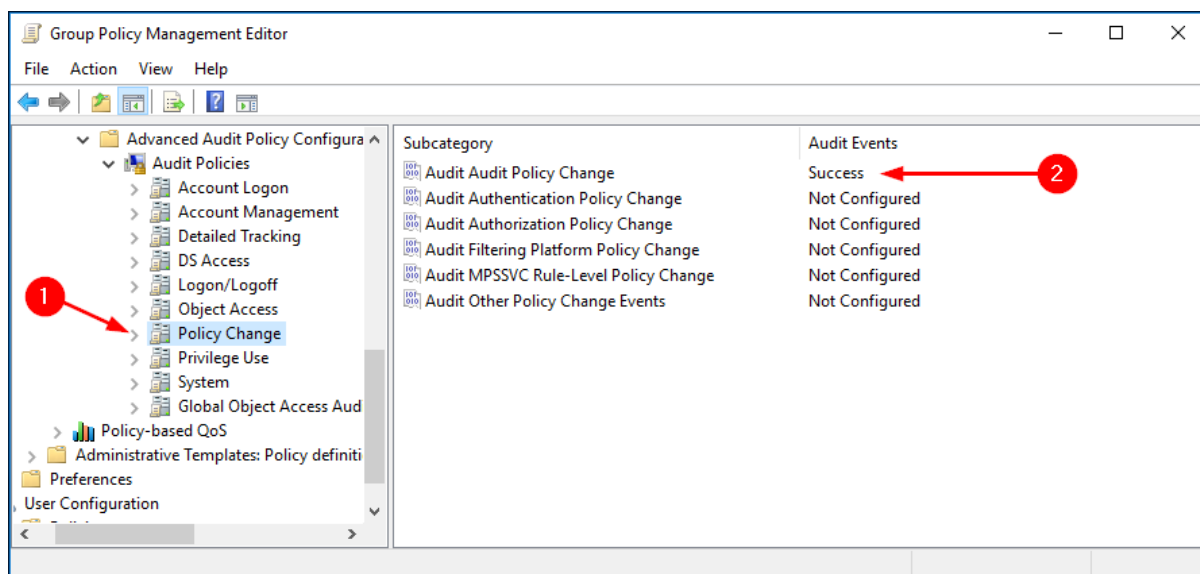 Group Policy Management Editor
File Action View Help
Advanced Audit Policy Configura
Audit Policies
Account Logon
Account Management
Detailed Tracking
DS Access
Logon/Logoff
Object Access
Policy Change
Privilege Use
System
Global Object Access Aud
Policy-based QoS
Administrative Templates: Policy definiti
Preferences
User Configuration
1
Subcategory Audit Events
Audit Audit Policy Change Success
Audit Authentication Policy Change Not Configured
Audit Authorization Policy Change Not Configured
Audit Filtering Platform Policy Change Not Configured
Audit MPSSVC Rule-Level Policy Change Not Configured
Audit Other Policy Change Events Not Configured
2